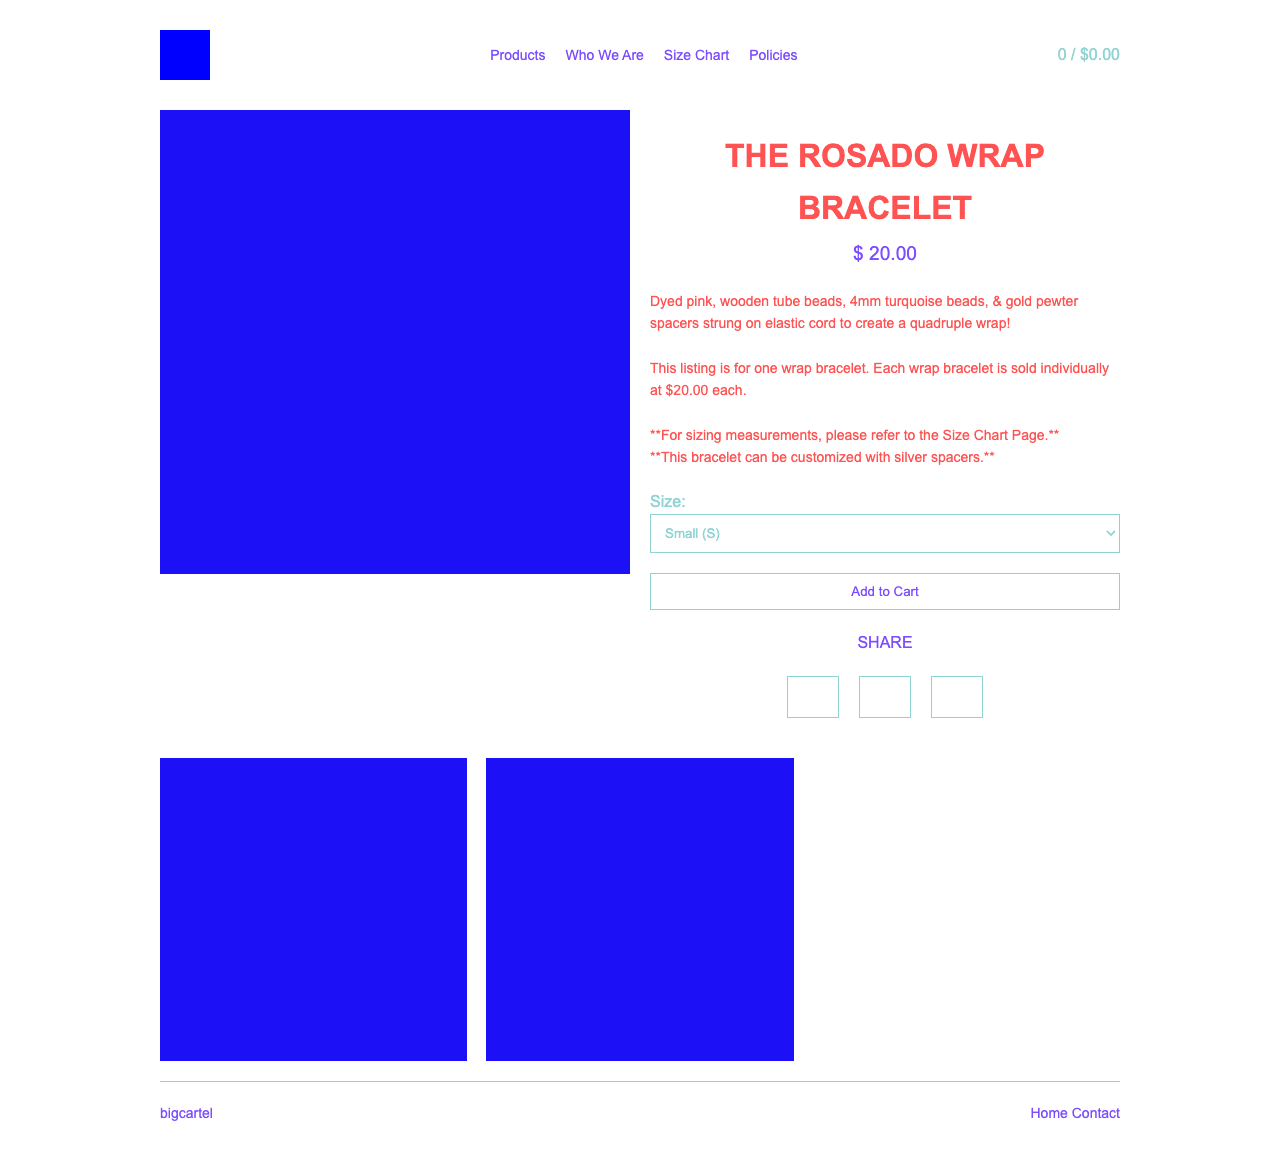 Products Who We Are Size Chart Policies 0 / $0.00
THE ROSADO WRAP
BRACELET
$ 20.00
Dyed pink, wooden tube beads, 4mm turquoise beads, & gold pewter
spacers strung on elastic cord to create a quadruple wrap!
This listing is for one wrap bracelet. Each wrap bracelet is sold individually
at $20.00 each.
**For sizing measurements, please refer to the Size Chart Page.**
**This bracelet can be customized with silver spacers.**
Size:
Small (S)
Add to Cart
SHARE
bigcartel Home Contact